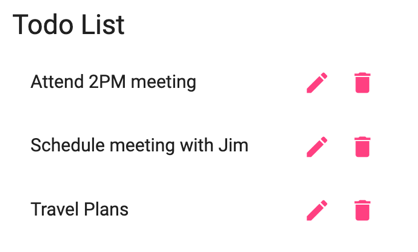 Todo List
Attend 2PM meeting
Schedule meeting with Jim
Travel Plans